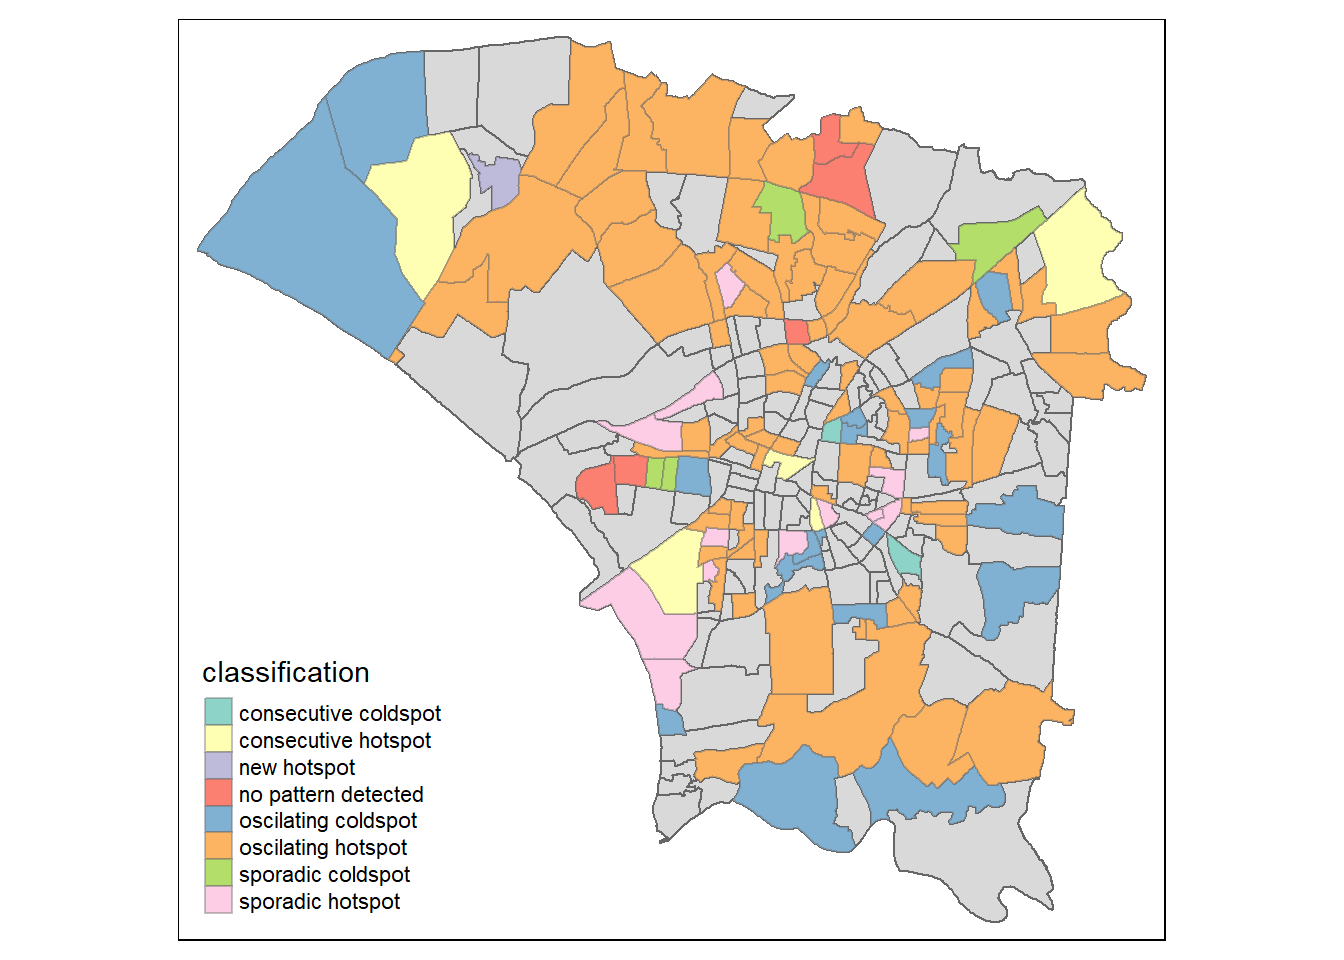 classification
consecutive coldspot
consecutive hotspot
new hotspot
no pattern detected
oscilating coldspot
oscilating hotspot
sporadic coldspot
sporadic hotspot